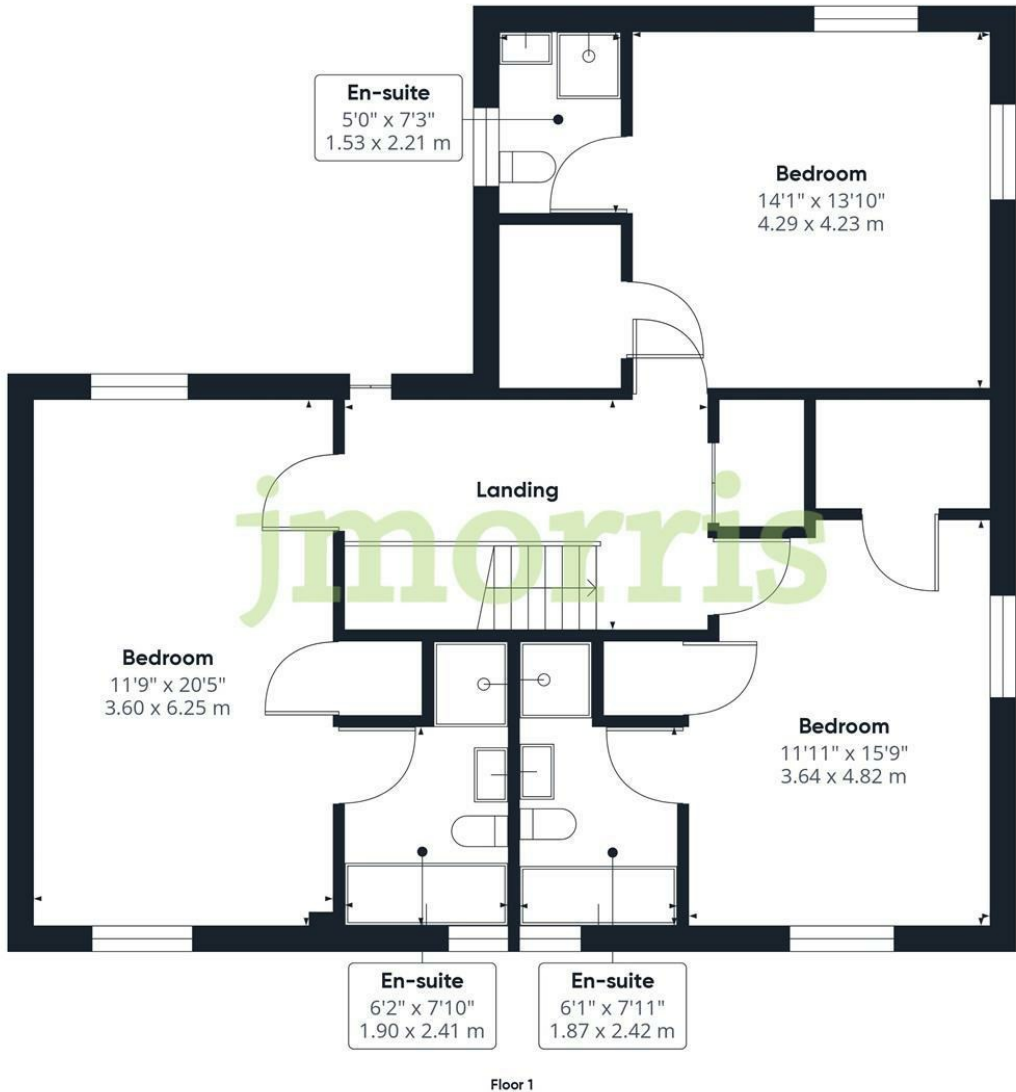 En-suite
5'0" x 7'3"
1.53 x 2.21 m
Bedroom
14'1" x 13'10"
4.29 x 4.23 m
Landing
jmorris
Bedroom
11'9" x 20'5"
3.60 x 6.25 m
Bedroom
11'11" x 15'9"
3.64 x 4.82 m
En-suite
6'2" x 7'10"
1.90 x 2.41 m
En-suite
6'1" x 7'11"
1.87 x 2.42 m
Floor 1